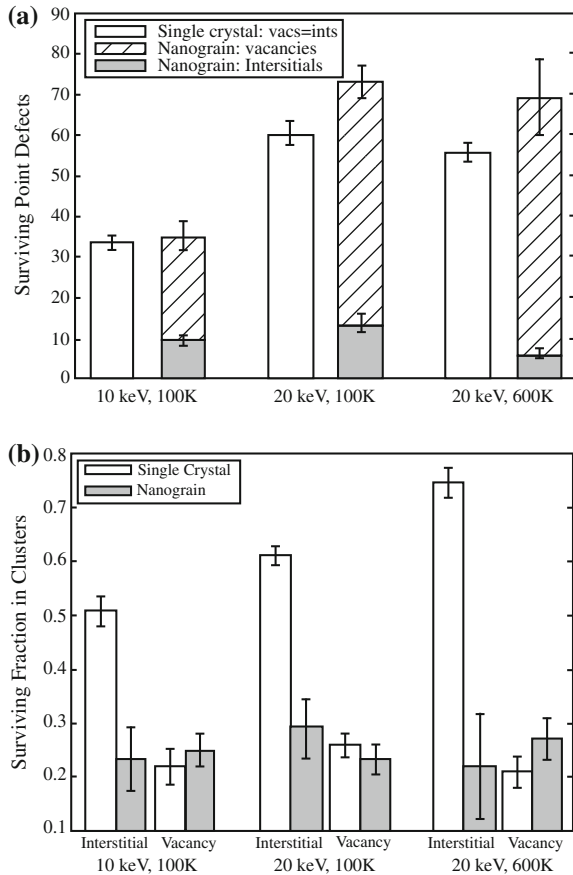 (a)
90
80
70
60
50
40
30
20
10
0
Surviving Point Defects
Single crystal: vacs=ints
Nanograin: vacancies
Nanograin: Intersitials
10 keV, 100K
20 keV, 100K
20 keV, 600K
(b)
0.8
0.7
0.6
0.5
0.4
0.3
0.2
0.1
Surviving Fraction in Clusters
Single Crystal
Nanograin
Interstitial Vacancy Interstitial Vacancy Interstitial Vacancy
10 keV, 100K
20 keV, 100K
20 keV, 600K